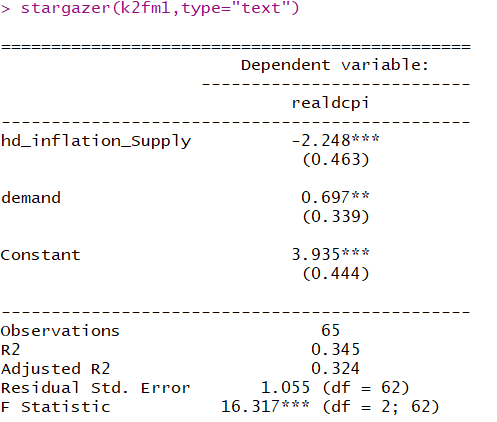 > stargazer(k2fm1,type="text")
===============================================
Dependent variable:
---------------------------
realdcpi
-----------------------------------------------
hd_inflation_Supply -2.248***
(0.463)
demand 0.697**
(0.339)
Constant 3.935***
(0.444)
-----------------------------------------------
Observations 65
R2 0.345
Adjusted R2 0.324
Residual Std. Error 1.055 (df = 62)
F Statistic 16.317*** (df = 2; 62)